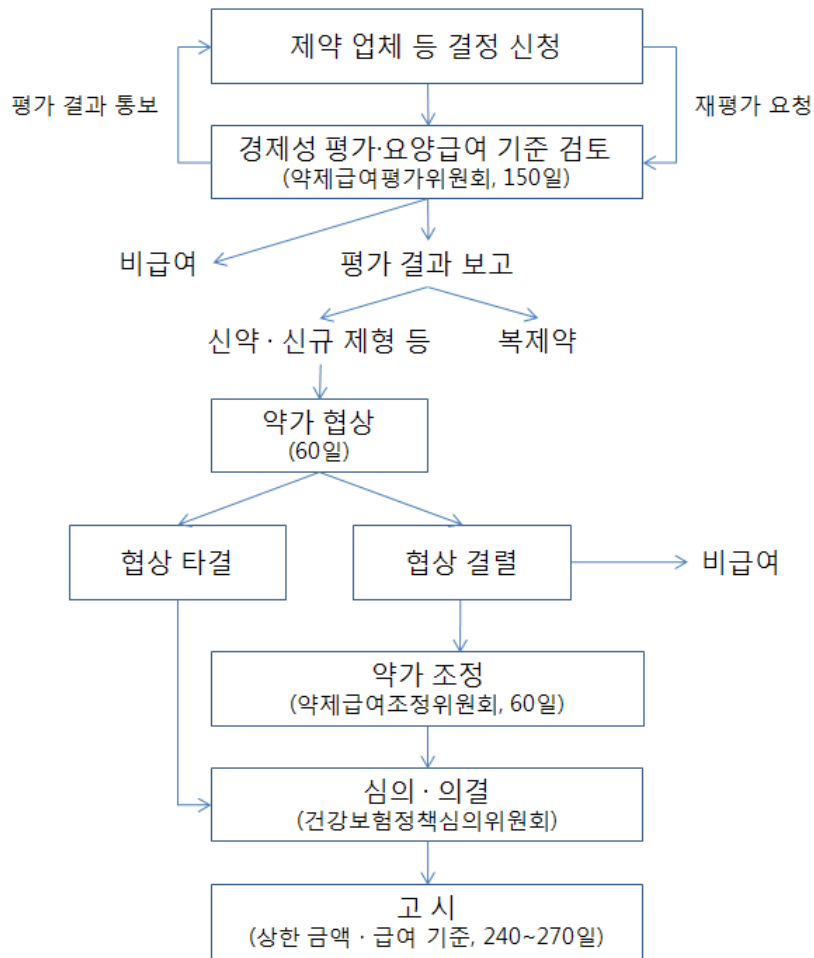 제약 업체 등 결정 신청
평가 결과 통보
재평가 요청
경제성 평가·요양급여 기준 검토
(약제급여평가위원회, 150일)
비급여
평가 결과 보고
신약 · 신규 제형 등
복제약
약가 협상
(60일)
협상 타결
협상 결렬
비급여
약가 조정
(약제급여조정위원회, 60일)
심의 · 의결
(건강보험정책심의위원회)
고 시
(상한 금액 · 급여 기준, 240~270일)